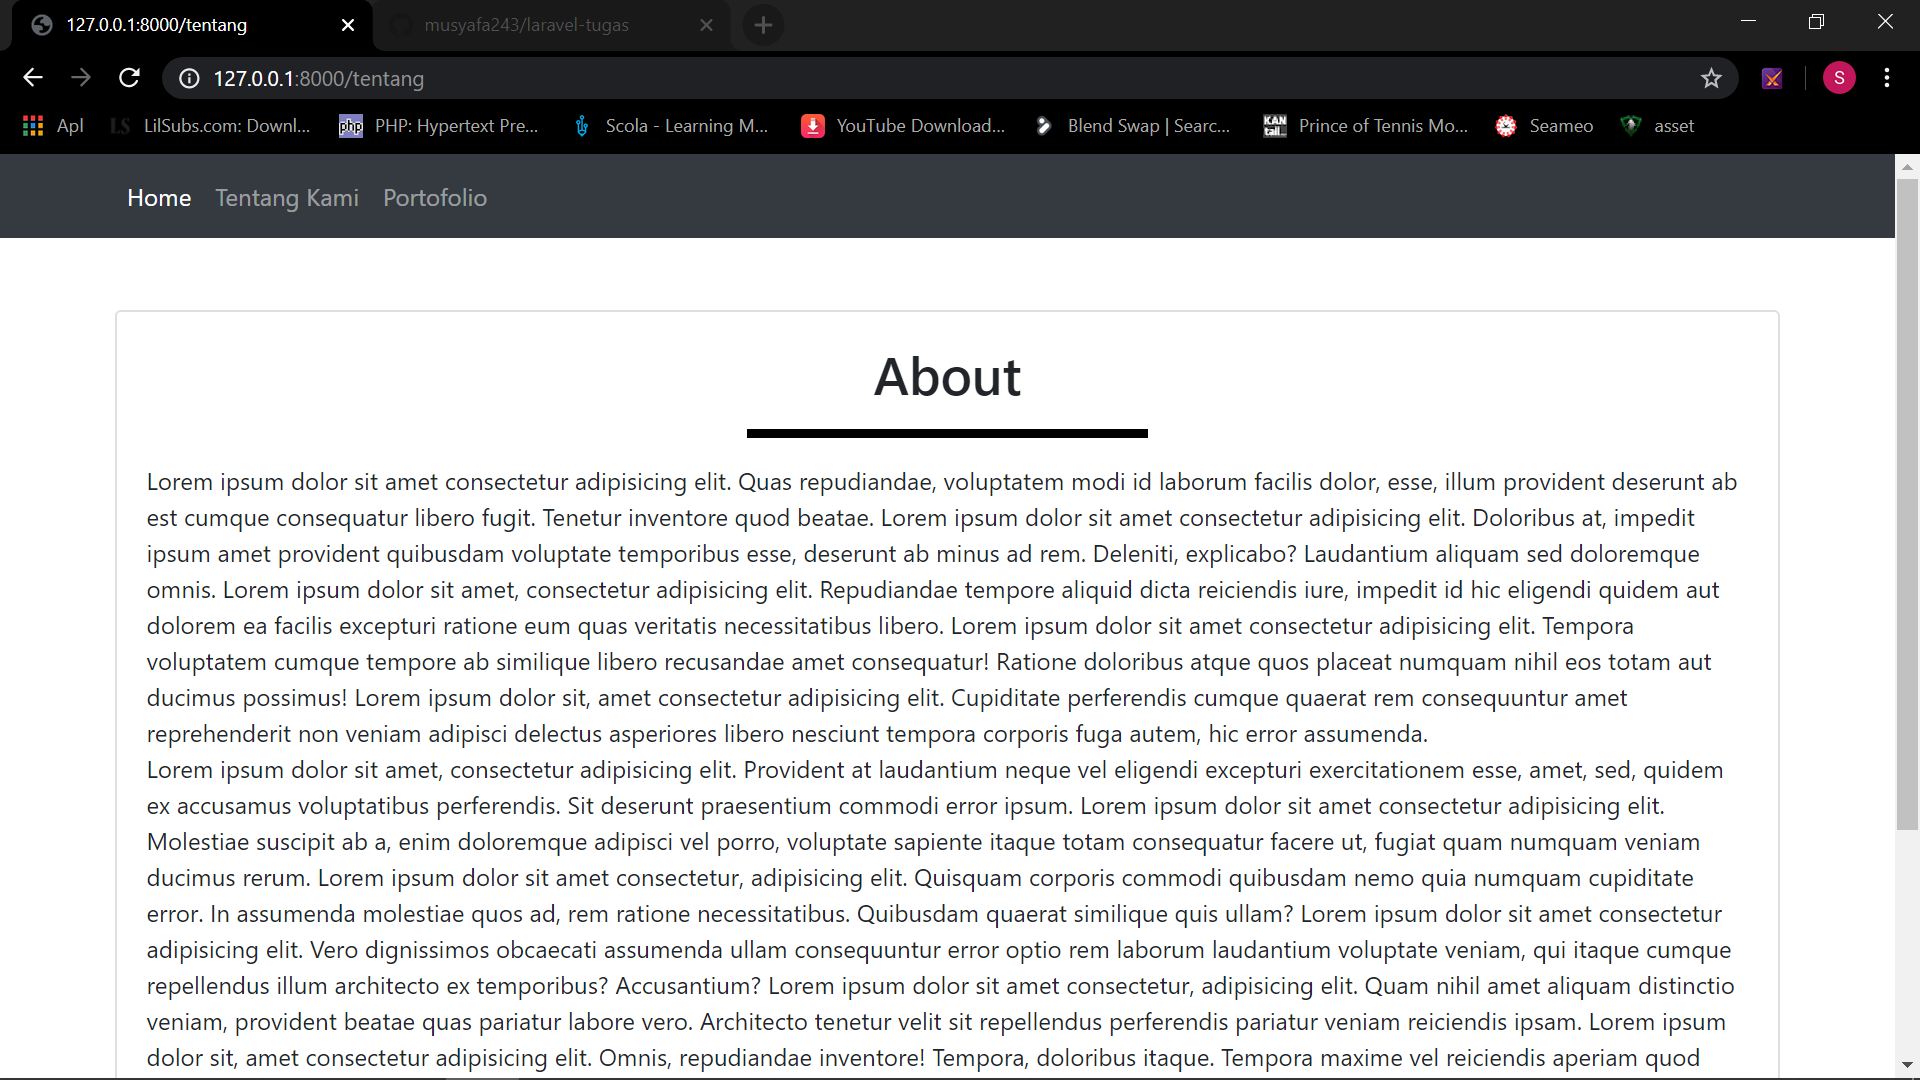 127.0.0.1:8000/tentang
musyafa243/laravel-tugas
127.0.0.1:8000/tentang
S
Apl
LS
LilSubs.com: Downl...
php
PHP: Hypertext Pre...
Scola - Learning M...
YouTube Download...
Blend Swap | Searc...
KAN
tail...
Prince of Tennis Mo...
Seameo
asset
Home
Tentang Kami
Portofolio
About
Lorem ipsum dolor sit amet consectetur adipisicing elit. Quas repudiandae, voluptatem modi id laborum facilis dolor, esse, illum provident deserunt ab
est cumque consequatur libero fugit. Tenetur inventore quod beatae. Lorem ipsum dolor sit amet consectetur adipisicing elit. Doloribus at, impedit
ipsum amet provident quibusdam voluptate temporibus esse, deserunt ab minus ad rem. Deleniti, explicabo? Laudantium aliquam sed doloremque
omnis. Lorem ipsum dolor sit amet, consectetur adipisicing elit. Repudiandae tempore aliquid dicta reiciendis iure, impedit id hic eligendi quidem aut
dolorem ea facilis excepturi ratione eum quas veritatis necessitatibus libero. Lorem ipsum dolor sit amet consectetur adipisicing elit. Tempora
voluptatem cumque tempore ab similique libero recusandae amet consequatur! Ratione doloribus atque quos placeat numquam nihil eos totam aut
ducimus possimus! Lorem ipsum dolor sit, amet consectetur adipisicing elit. Cupiditate perferendis cumque quaerat rem consequuntur amet
reprehenderit non veniam adipisci delectus asperiores libero nesciunt tempora corporis fuga autem, hic error assumenda.
Lorem ipsum dolor sit amet, consectetur adipisicing elit. Provident at laudantium neque vel eligendi excepturi exercitationem esse, amet, sed, quidem
ex accusamus voluptatibus perferendis. Sit deserunt praesentium commodi error ipsum. Lorem ipsum dolor sit amet consectetur adipisicing elit.
Molestiae suscipit ab a, enim doloremque adipisci vel porro, voluptate sapiente itaque totam consequatur facere ut, fugiat quam numquam veniam
ducimus rerum. Lorem ipsum dolor sit amet consectetur, adipisicing elit. Quisquam corporis commodi quibusdam nemo quia numquam cupiditate
error. In assumenda molestiae quos ad, rem ratione necessitatibus. Quibusdam quaerat similique quis ullam? Lorem ipsum dolor sit amet consectetur
adipisicing elit. Vero dignissimos obcaecati assumenda ullam consequuntur error optio rem laborum laudantium voluptate veniam, qui itaque cumque
repellendus illum architecto ex temporibus? Accusantium? Lorem ipsum dolor sit amet consectetur, adipisicing elit. Quam nihil amet aliquam distinctio
veniam, provident beatae quas pariatur labore vero. Architecto tenetur velit sit repellendus perferendis pariatur veniam reiciendis ipsam. Lorem ipsum
dolor sit, amet consectetur adipisicing elit. Omnis, repudiandae inventore! Tempora, doloribus itaque. Tempora maxime vel reiciendis aperiam quod